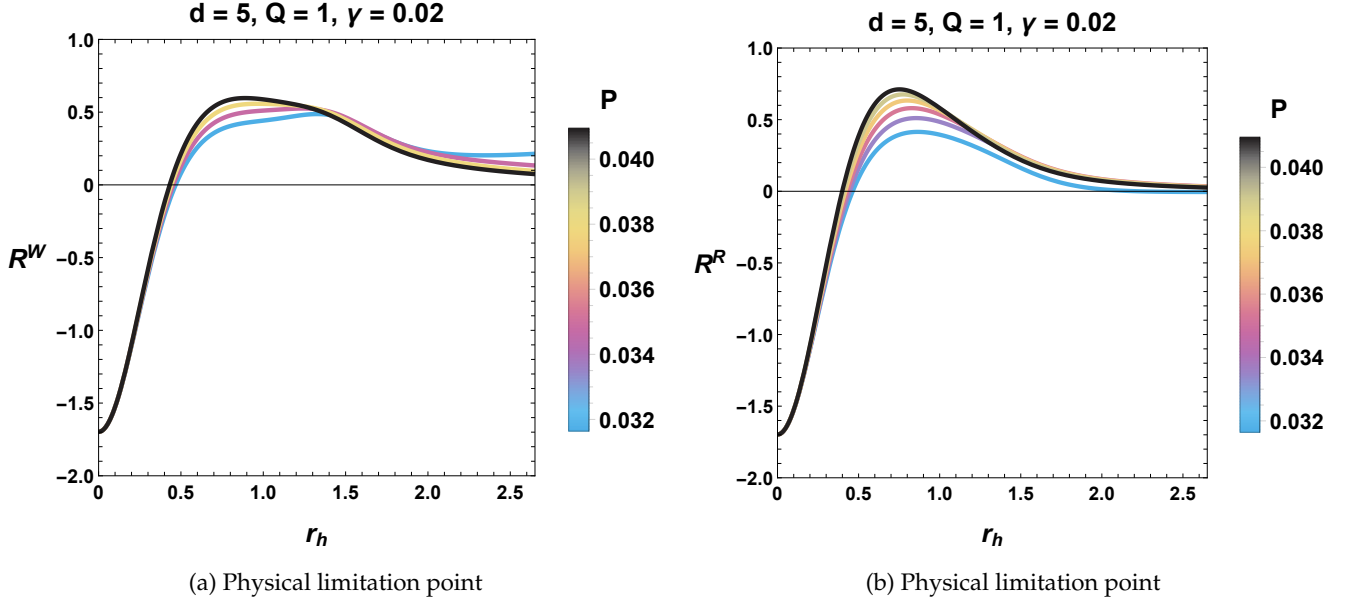 d = 5, Q = 1, γ = 0.02
1.0
0.5
0
−0.5
−1.0
−1.5
−2.0
R^W
0 0.5 1.0 1.5 2.0 2.5
r_h
P
0.040
0.038
0.036
0.034
0.032
(a) Physical limitation point
d = 5, Q = 1, γ = 0.02
1.0
0.5
0
−0.5
−1.0
−1.5
−2.0
R^R
0 0.5 1.0 1.5 2.0 2.5
r_h
P
0.040
0.038
0.036
0.034
0.032
(b) Physical limitation point